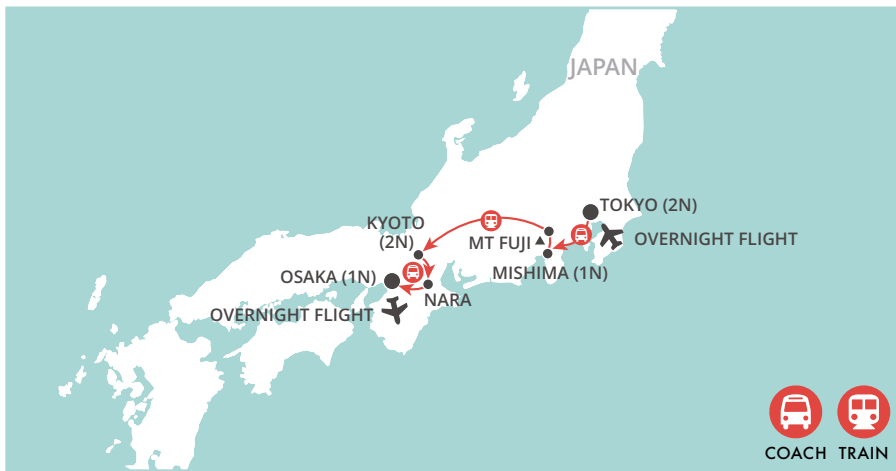 JAPAN
TOKYO (2N)
KYOTO
(2N)
MT FUJI
OVERNIGHT FLIGHT
MISHIMA (1N)
OSAKA (1N)
NARA
OVERNIGHT FLIGHT
COACH TRAIN